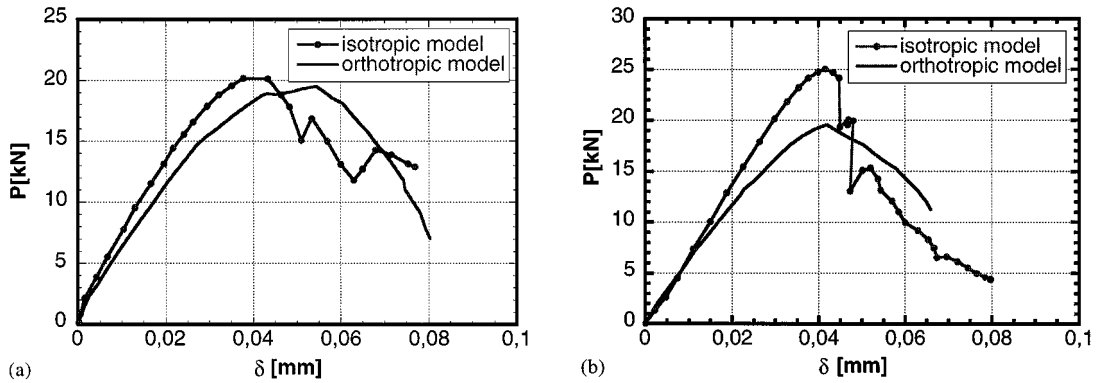 25
20
15
10
5
0
P[kN]
isotropic model
orthotropic model
0 0,02 0,04 0,06 0,08 0,1
δ [mm]
(a)
30
25
20
15
10
5
0
P[kN]
isotropic model
orthotropic model
0 0,02 0,04 0,06 0,08 0,1
δ [mm]
(b)